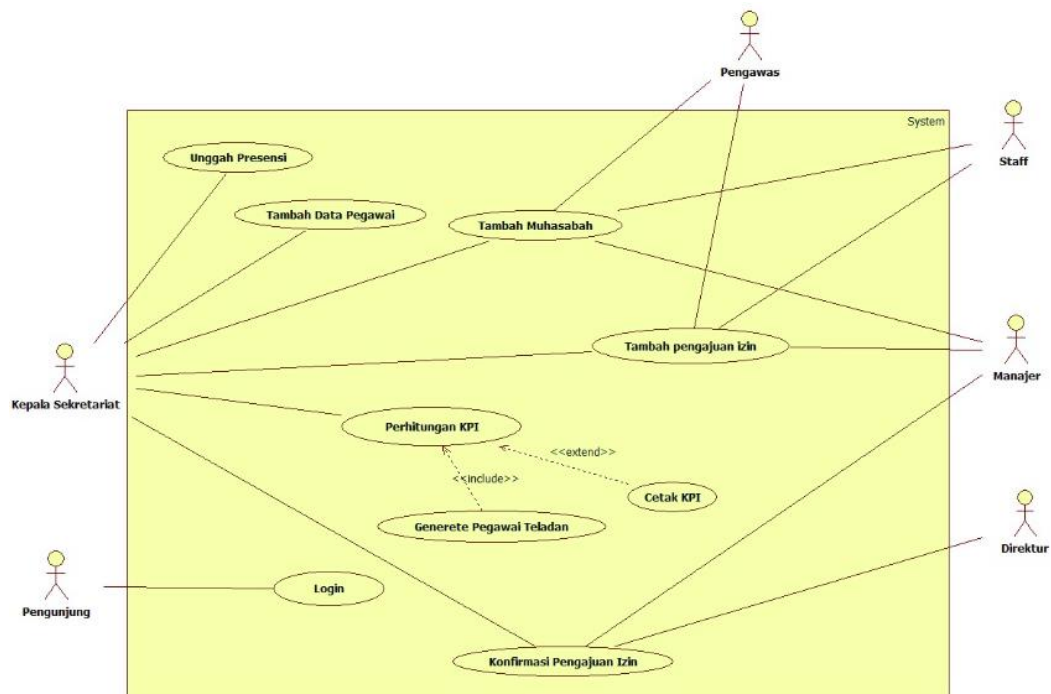 Pengawas
System
Staff
Unggah Presensi
Tambah Data Pegawai
Tambah Muhasabah
Tambah pengajuan izin
Manajer
Kepala Sekretariat
Perhitungan KPI
<<extend>>
<<include>>
Cetak KPI
Generete Pegawai Teladan
Direktur
Login
Pengunjung
Konfirmasi Pengajuan Izin